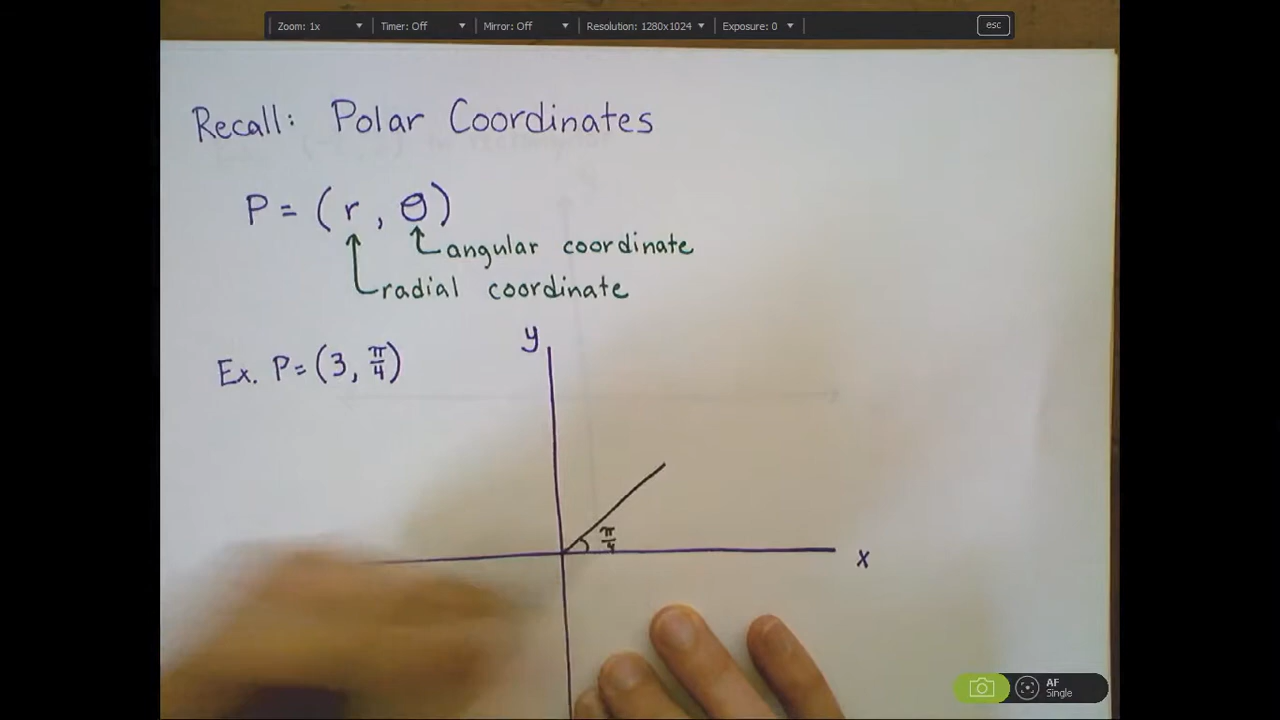 Zoom: 1x Timer: Off Mirror: Off Resolution: 1280x1024 Exposure: 0 esc
Recall: Polar Coordinates
P = (r, θ)
angular coordinate
radial coordinate
y
Ex. P = (3, π/4)
π/4
x
AF
Single